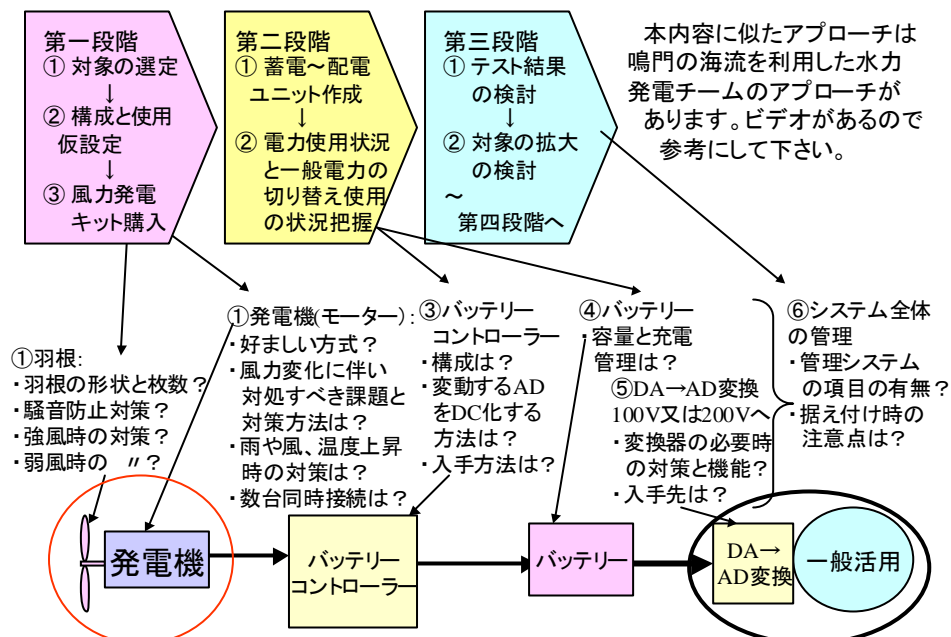 第一段階
① 対象の選定
↓
② 構成と使用
仮設定
↓
③ 風力発電
キット購入
第二段階
① 蓄電～配電
ユニット作成
↓
② 電力使用状況
と一般電力の
切り替え使用
の状況把握
第三段階
① テスト結果
の検討
↓
② 対象の拡大
の検討
～
第四段階へ
本内容に似たアプローチは
鳴門の海流を利用した水力
発電チームのアプローチが
あります。ビデオがあるので
参考にして下さい。
①羽根:
・羽根の形状と枚数?
・騒音防止対策?
・強風時の対策?
・弱風時の 〃?
①発電機(モーター):
・好ましい方式?
・風力変化に伴い
対処すべき課題と
対策方法は?
・雨や風、温度上昇
時の対策は?
・数台同時接続は?
③バッテリー
コントローラー
・構成は?
・変動するAD
をDC化する
方法は?
・入手方法は?
④バッテリー
・容量と充電
管理は?
⑤DA→AD変換
100V又は200Vへ
・変換器の必要時
の対策と機能?
・入手先は?
⑥システム全体
の管理
・管理システム
の項目の有無?
・据え付け時の
注意点は?
発電機
バッテリー
コントローラー
バッテリー
DA→
AD変換
一般活用